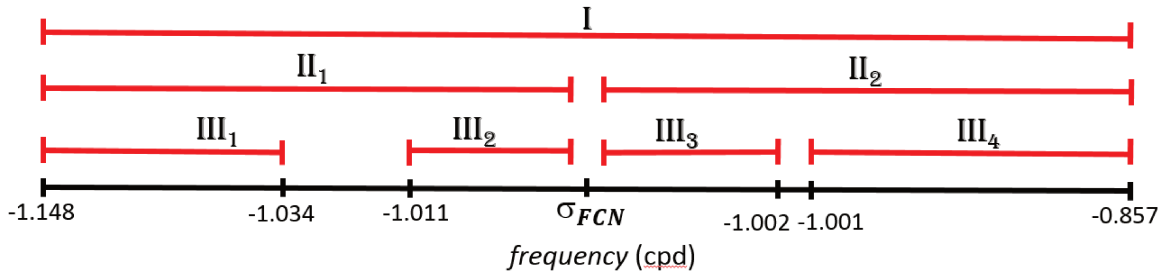 I
II₁ II₂
III₁ III₂ III₃ III₄
-1.148 -1.034 -1.011 σ_FCN -1.002 -1.001 -0.857
frequency (cpd)